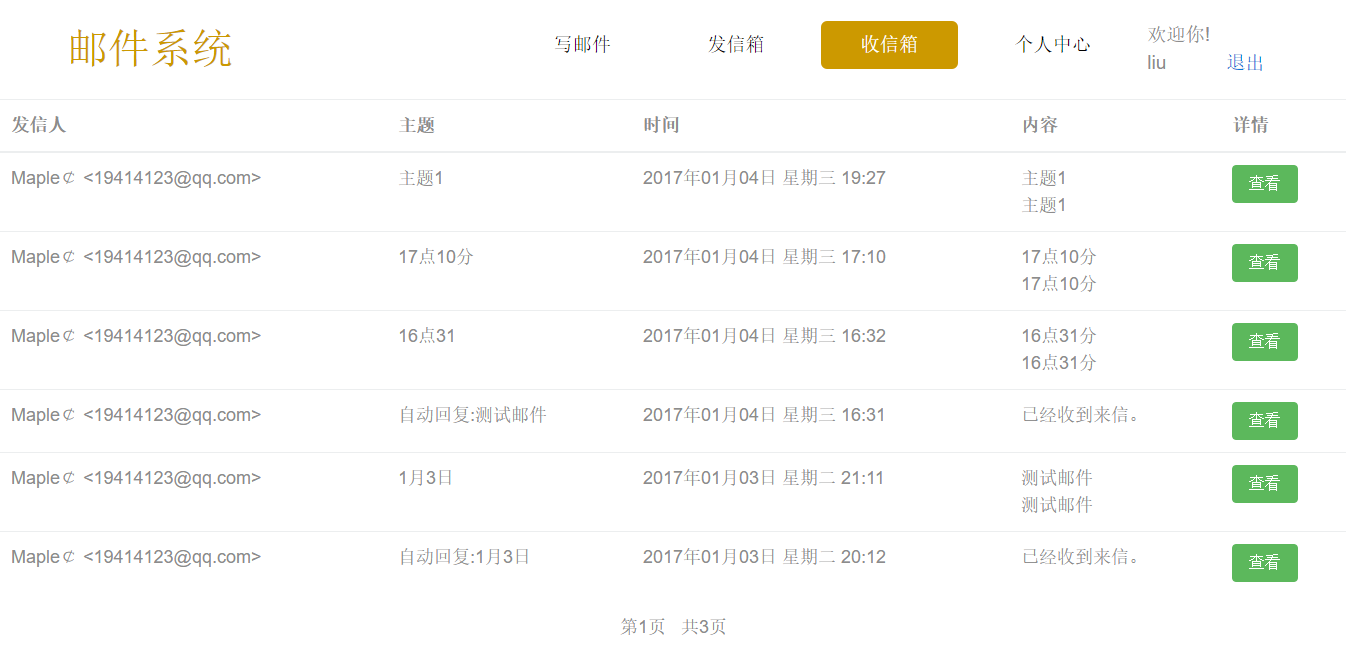 邮件系统 写邮件 发信箱 收信箱 个人中心 欢迎你!
liu 退出
发信人 主题 时间 内容 详情
Maple⊄ <19414123@qq.com> 主题1 2017年01月04日 星期三 19:27 主题1 查看
主题1
Maple⊄ <19414123@qq.com> 17点10分 2017年01月04日 星期三 17:10 17点10分 查看
17点10分
Maple⊄ <19414123@qq.com> 16点31 2017年01月04日 星期三 16:32 16点31分 查看
16点31分
Maple⊄ <19414123@qq.com> 自动回复:测试邮件 2017年01月04日 星期三 16:31 已经收到来信。 查看
Maple⊄ <19414123@qq.com> 1月3日 2017年01月03日 星期二 21:11 测试邮件 查看
测试邮件
Maple⊄ <19414123@qq.com> 自动回复:1月3日 2017年01月03日 星期二 20:12 已经收到来信。 查看
第1页 共3页